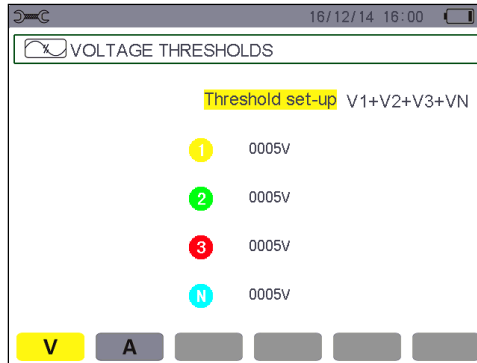 16/12/14 16:00
VOLTAGE THRESHOLDS
Threshold set-up V1+V2+V3+VN
1 0005V
2 0005V
3 0005V
N 0005V
V A